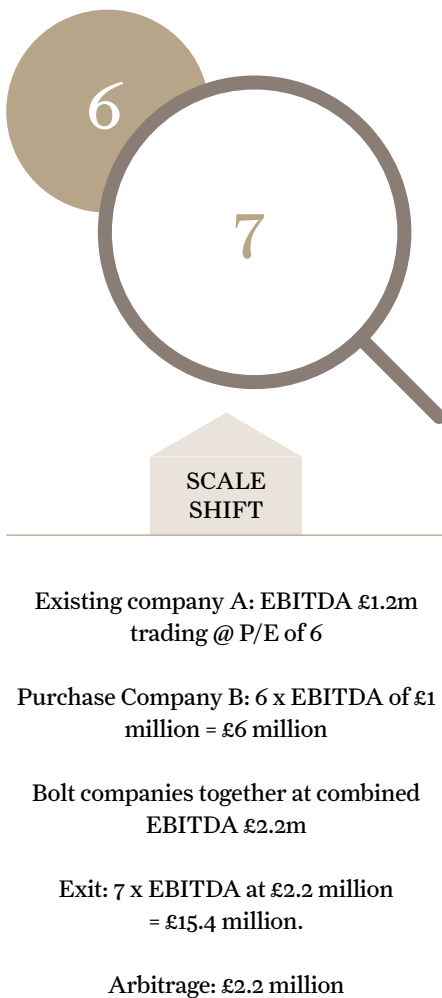 6
7
SCALE
SHIFT
Existing company A: EBITDA £1.2m
trading @ P/E of 6
Purchase Company B: 6 x EBITDA of £1
million = £6 million
Bolt companies together at combined
EBITDA £2.2m
Exit: 7 x EBITDA at £2.2 million
= £15.4 million.
Arbitrage: £2.2 million